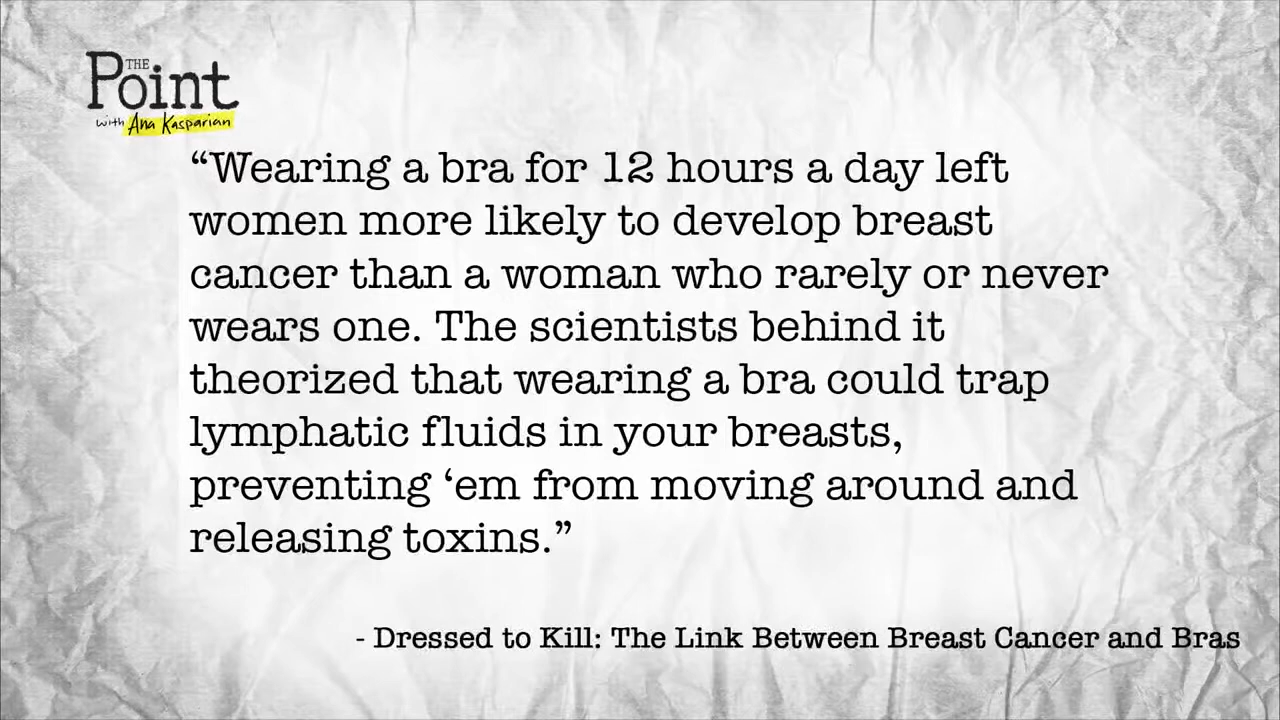 THE
Point
with Ana Kasparian
“Wearing a bra for 12 hours a day left
women more likely to develop breast
cancer than a woman who rarely or never
wears one. The scientists behind it
theorized that wearing a bra could trap
lymphatic fluids in your breasts,
preventing ‘em from moving around and
releasing toxins.”
- Dressed to Kill: The Link Between Breast Cancer and Bras